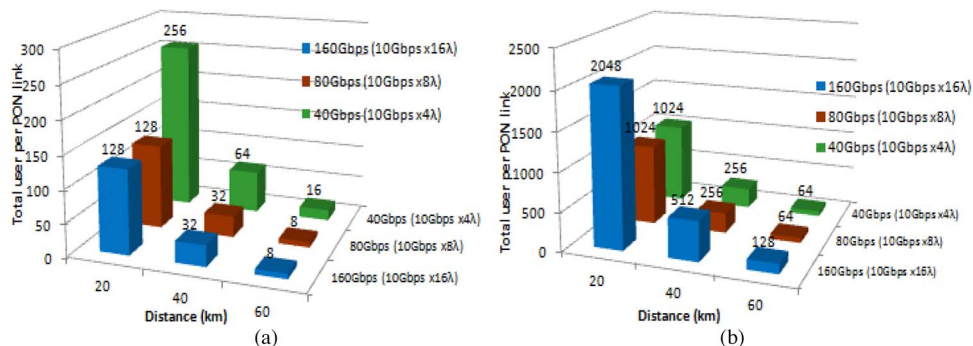 Total user per PON link
300
250
200
150
100
50
0
256
128
128
64
32
32
16
8
8
160Gbps (10Gbps x16λ)
80Gbps (10Gbps x8λ)
40Gbps (10Gbps x4λ)
40Gbps (10Gbps x4λ)
80Gbps (10Gbps x8λ)
160Gbps (10Gbps x16λ)
20
40
60
Distance (km)
(a)
Total user per PON link
2500
2000
1500
1000
500
0
2048
1024
1024
512
256
256
128
64
64
160Gbps (10Gbps x16λ)
80Gbps (10Gbps x8λ)
40Gbps (10Gbps x4λ)
40Gbps (10Gbps x4λ)
80Gbps (10Gbps x8λ)
160Gbps (10Gbps x16λ)
20
40
60
Distance (km)
(b)